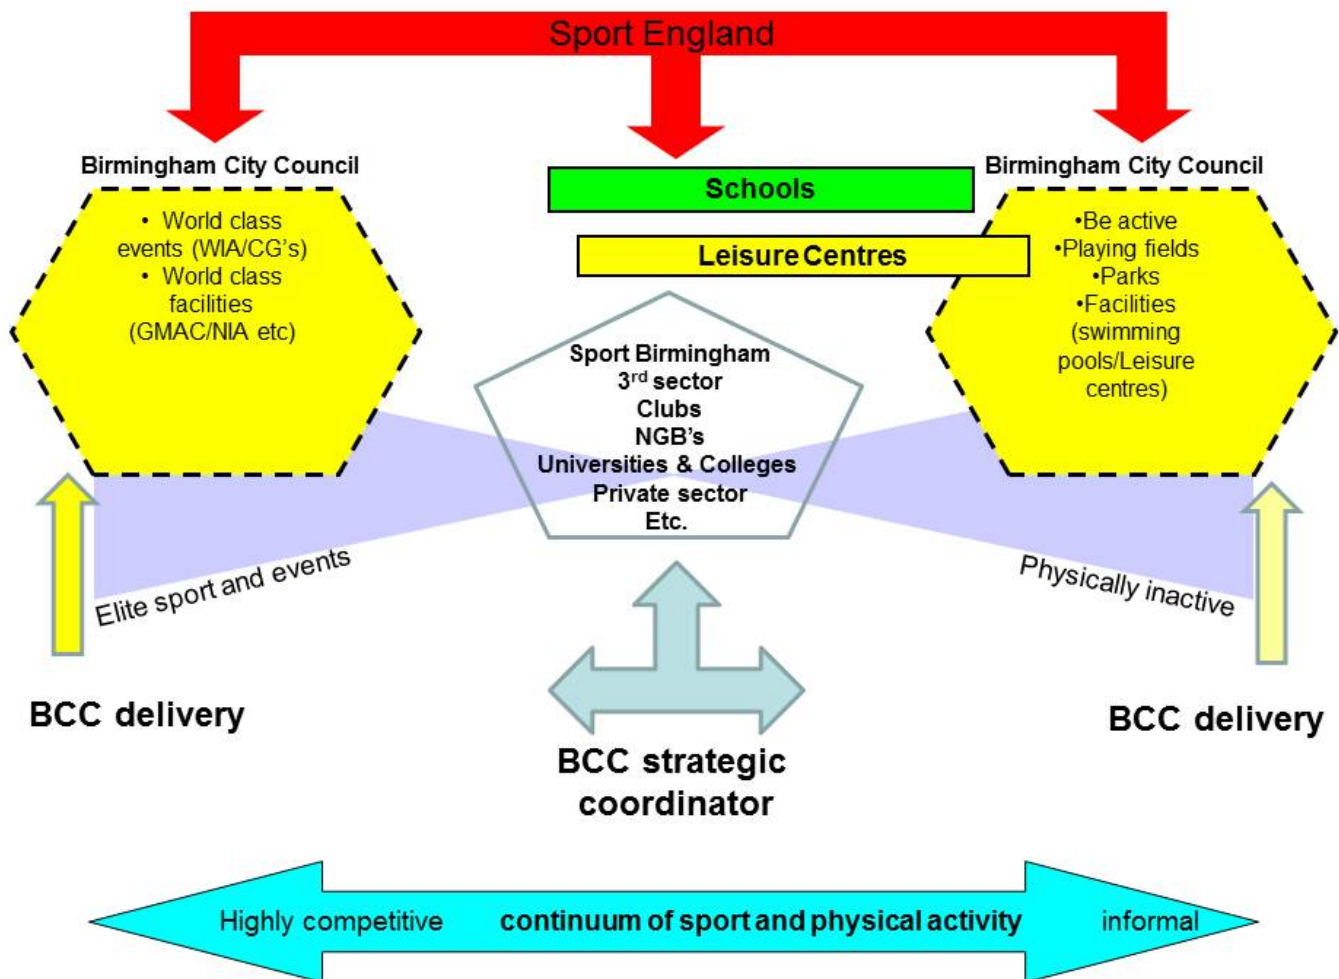 Sport England
Birmingham City Council
• World class
events (WIA/CG's)
• World class
facilities
(GMAC/NIA etc)
Schools
Leisure Centres
Birmingham City Council
•Be active
•Playing fields
•Parks
•Facilities
(swimming
pools/Leisure
centres)
Sport Birmingham
3rd sector
Clubs
NGB's
Universities & Colleges
Private sector
Etc.
Elite sport and events
Physically inactive
BCC delivery
BCC strategic
coordinator
BCC delivery
Highly competitive continuum of sport and physical activity informal